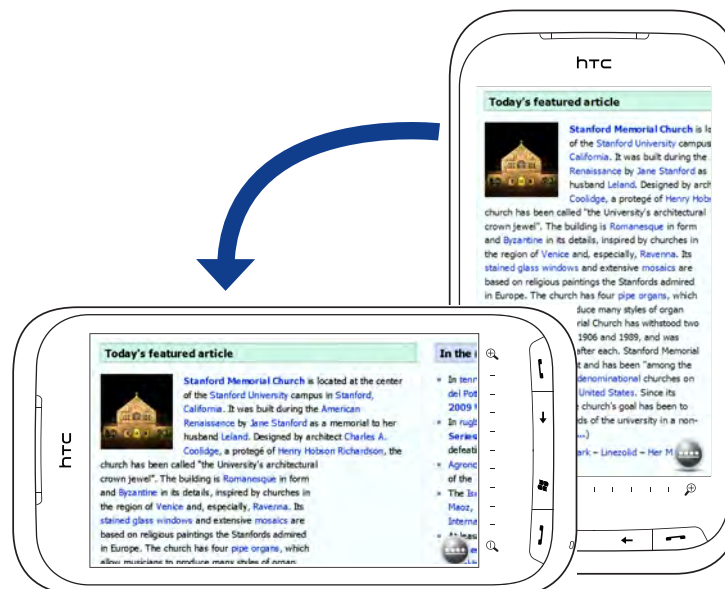 hTC
Today's featured article
Stanford Memorial Church is
of the Stanford University campus
California. It was built during the
Renaissance by Jane Stanford as
husband Leland. Designed by
Coolidge, a protegé of Henry
church has been called "the University's architectural
crown jewel". The building is Romanesque in form
and Byzantine in its details, inspired by churches in
the region of Venice and, especially, Ravenna. Its
stained glass windows and extensive mosaics are
based on religious paintings the Stanfords admired
in Europe. The church has four pipe organs, which
many styles of organ
Church has withstood two
1906 and 1989, and was
after each. Stanford Memorial
and has been "among the
denominational churches on
United States. Since its
church's goal has been to
of the university in a non-
...)
– Linezolid – Her M
hTC
Today's featured article
Stanford Memorial Church is located at the center
of the Stanford University campus in Stanford,
California. It was built during the American
Renaissance by Jane Stanford as a memorial to her
husband Leland. Designed by architect Charles A.
Coolidge, a protegé of Henry Hobson Richardson, the
church has been called "the University's architectural
crown jewel". The building is Romanesque in form
and Byzantine in its details, inspired by churches in
the region of Venice and, especially, Ravenna. Its
stained glass windows and extensive mosaics are
based on religious paintings the Stanfords admired
in Europe. The church has four pipe organs, which
allow musicians to produce many styles of organ
In the
In
del
2009
In
Series
of the
The
Maoz,